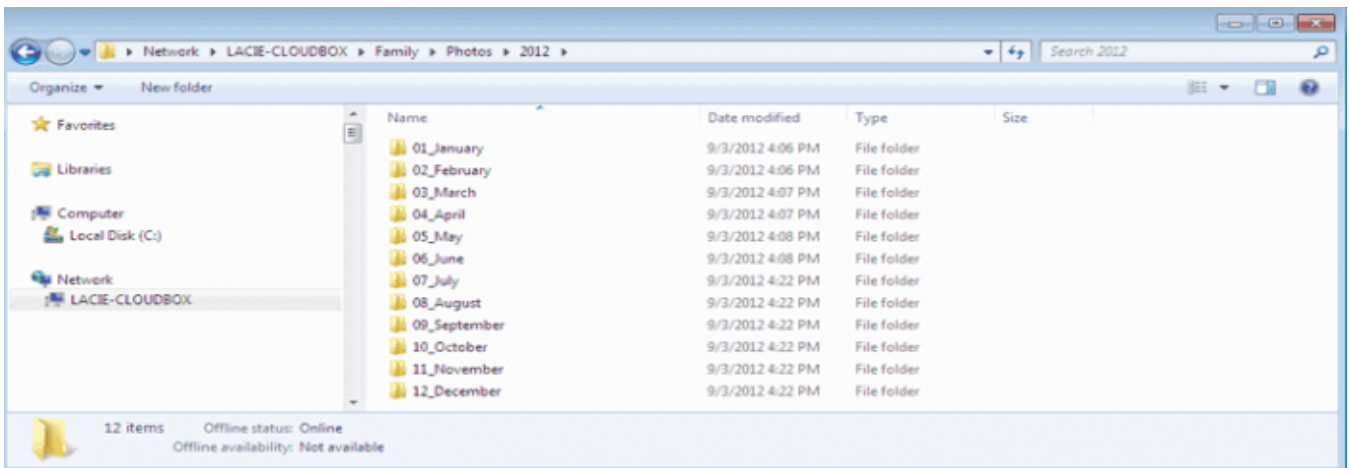 Network ▸ LACIE-CLOUDBOX ▸ Family ▸ Photos ▸ 2012 ▸ Search 2012
Organize New folder
Favorites
Libraries
Computer
Local Disk (C:)
Network
LACIE-CLOUDBOX
Name Date modified Type Size
01_January 9/3/2012 4:06 PM File folder
02_February 9/3/2012 4:06 PM File folder
03_March 9/3/2012 4:07 PM File folder
04_April 9/3/2012 4:07 PM File folder
05_May 9/3/2012 4:08 PM File folder
06_June 9/3/2012 4:08 PM File folder
07_July 9/3/2012 4:22 PM File folder
08_August 9/3/2012 4:22 PM File folder
09_September 9/3/2012 4:22 PM File folder
10_October 9/3/2012 4:22 PM File folder
11_November 9/3/2012 4:22 PM File folder
12_December 9/3/2012 4:22 PM File folder
12 items Offline status: Online
Offline availability: Not available